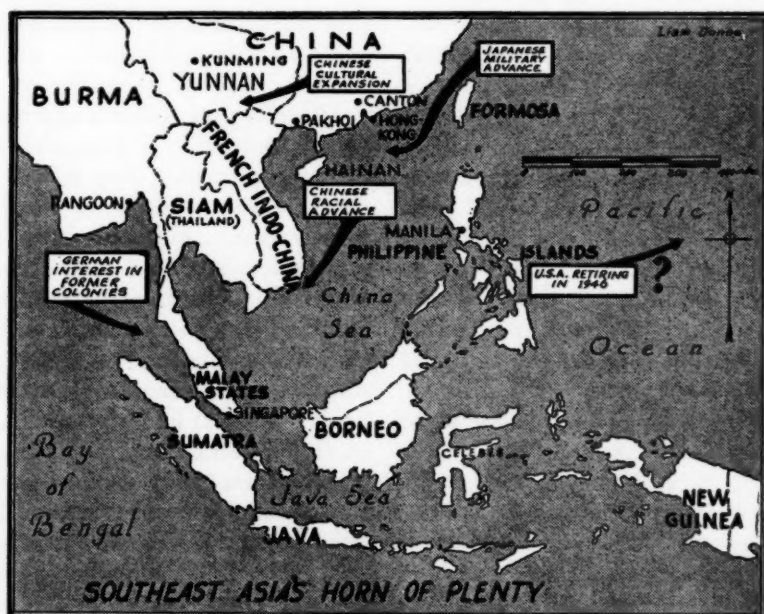 Liam Dunne
CHINA
KUNMING
YUNNAN
CHINESE
CULTURAL
EXPANSION
JAPANESE
MILITARY
ADVANCE
BURMA
CANTON
PAKHOI
HONG-
KONG
FORMOSA
FRENCH INDO-CHINA
HAINAN
CHINESE
RACIAL
ADVANCE
RANGOON
SIAM
(THAILAND)
MANILA
PHILIPPINE
ISLANDS
Pacific
Ocean
GERMAN
INTEREST IN
FORMER
COLONIES
U.S.A. RETIRING
IN 1946
?
China
Sea
MALAY
STATES
SINGAPORE
SUMATRA
BORNEO
CELEBES
Bay
of
Bengal
Java Sea
JAVA
NEW
GUINEA
SOUTHEAST ASIA'S HORN OF PLENTY